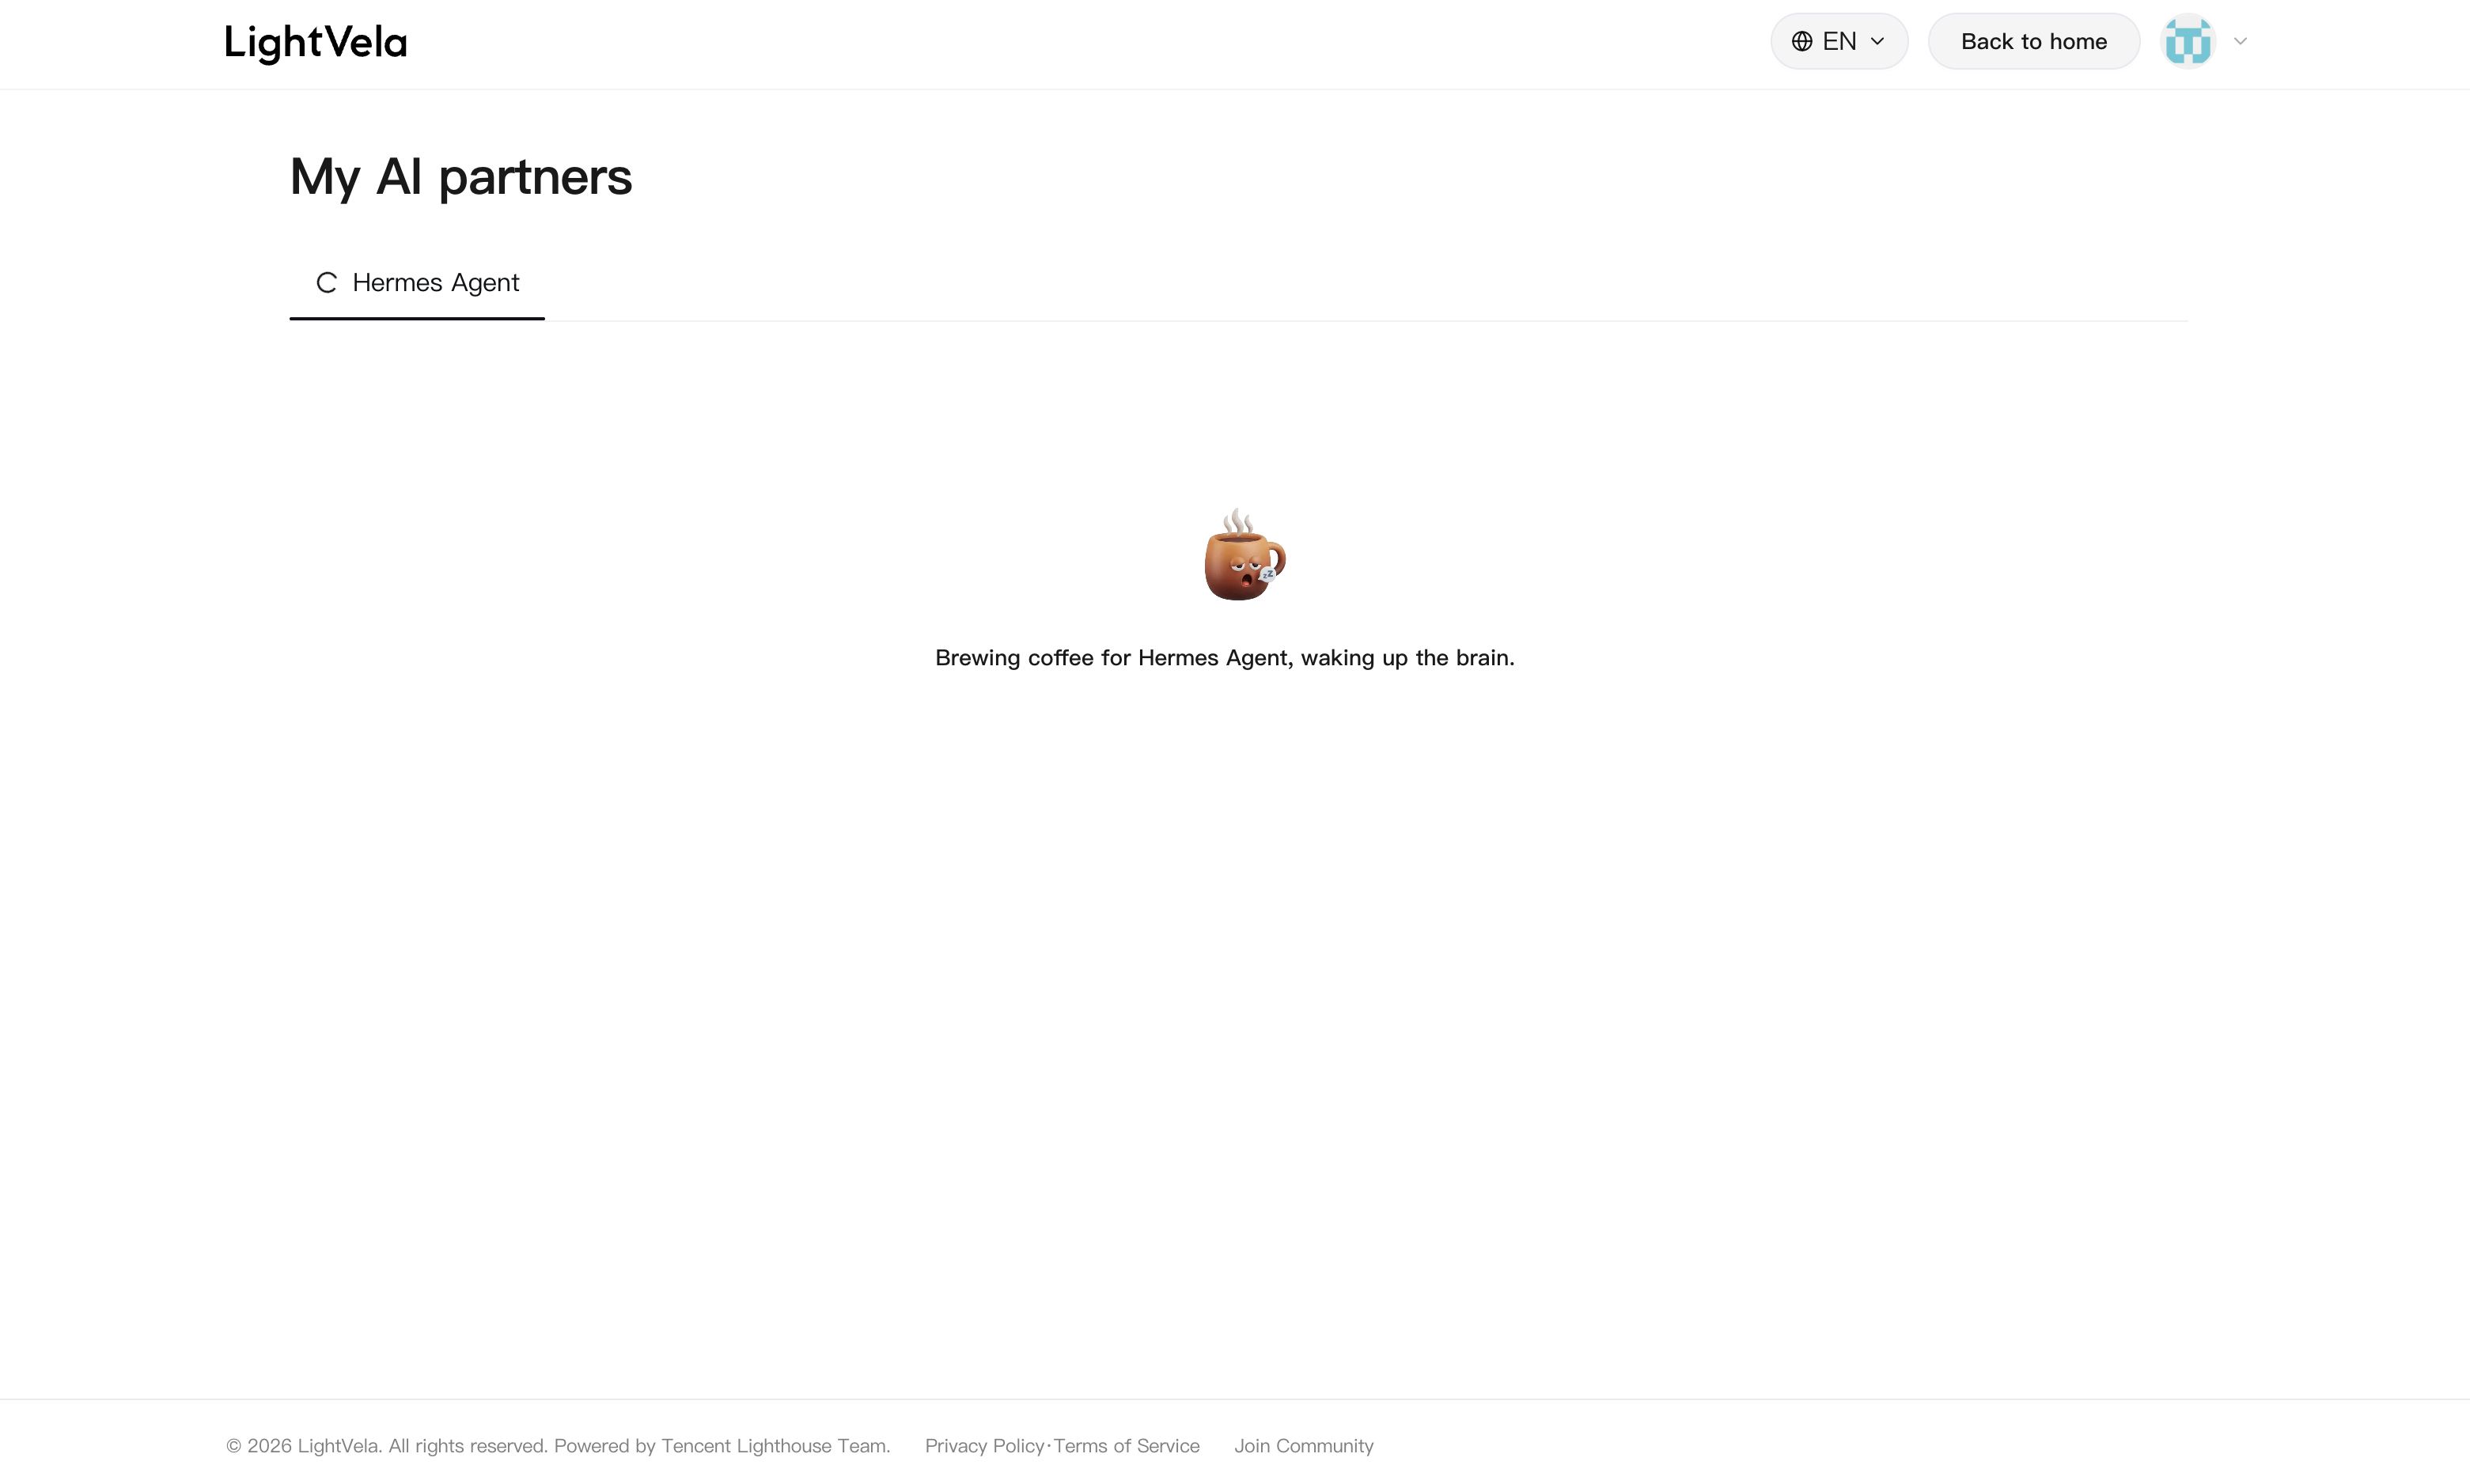 LightVela
EN
Back to home
My AI partners
Hermes Agent
zZ
Brewing coffee for Hermes Agent, waking up the brain.
© 2026 LightVela. All rights reserved. Powered by Tencent Lighthouse Team.
Privacy Policy·Terms of Service
Join Community